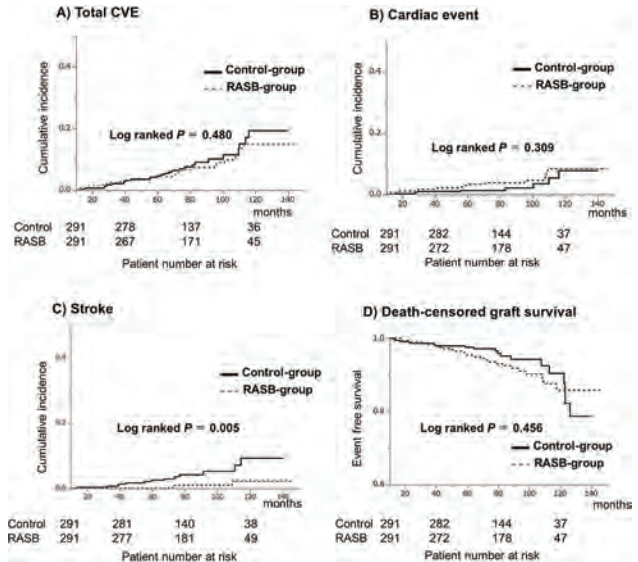 A) Total CVE
Cumulative incidence
0.4
0.2
0.0
Control-group
RASB-group
Log ranked P = 0.480
20 40 60 80 100 120 140
months
Control 291 278 137 36
RASB 291 267 171 45
Patient number at risk
B) Cardiac event
Cumulative incidence
0.4
0.2
0.0
Control-group
RASB-group
Log ranked P = 0.309
20 40 60 80 100 120 140
months
Control 291 282 144 37
RASB 291 272 178 47
Patient number at risk
C) Stroke
Cumulative incidence
0.4
0.2
0.0
Control-group
RASB-group
Log ranked P = 0.005
20 40 60 80 100 120 140
months
Control 291 281 140 38
RASB 291 277 181 49
Patient number at risk
D) Death-censored graft survival
Event free survival
1.0
0.8
0.6
Log ranked P = 0.456
Control-group
RASB-group
20 40 60 80 100 120 140
months
Control 291 282 144 37
RASB 291 272 178 47
Patient number at risk